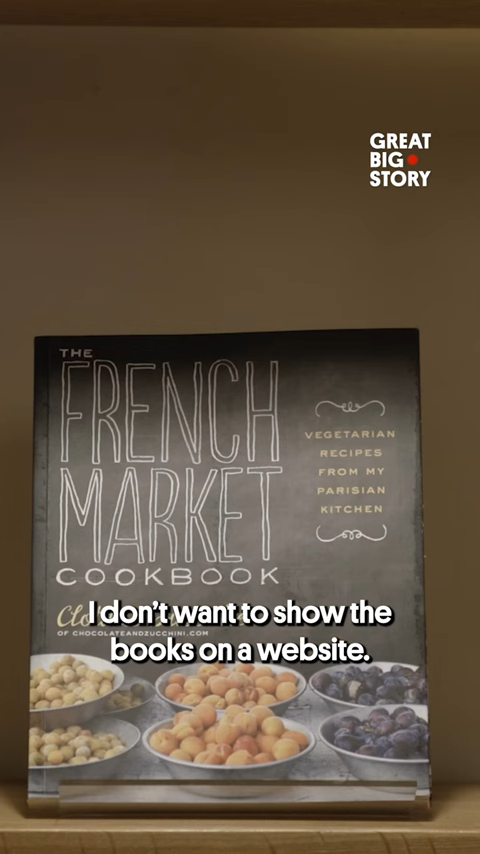 GREAT
BIG
STORY
THE
FRENCH
MARKET
COOKBOOK
VEGETARIAN
RECIPES
FROM MY
PARISIAN
KITCHEN
OF CHOCOLATEANDZUCCHINI.COM
I don't want to show the
books on a website.